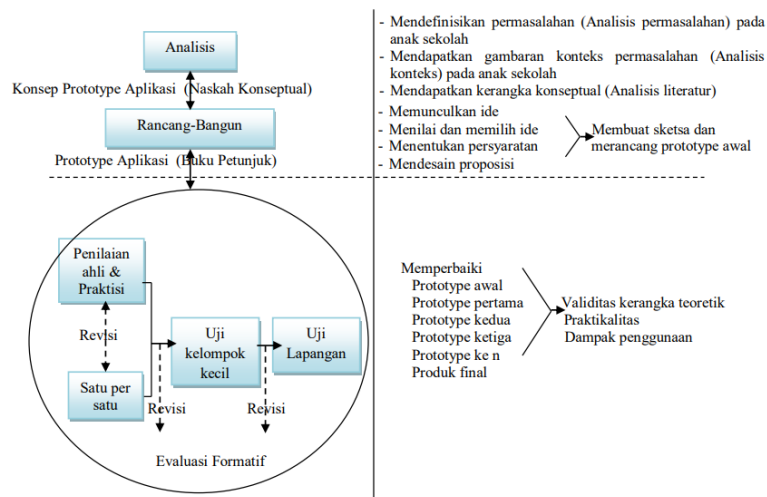 Analisis
Konsep Prototype Aplikasi (Naskah Konseptual)
Rancang-Bangun
Prototype Aplikasi (Buku Petunjuk)
- Mendefinisikan permasalahan (Analisis permasalahan) pada
anak sekolah
- Mendapatkan gambaran konteks permasalahan (Analisis
konteks) pada anak sekolah
- Mendapatkan kerangka konseptual (Analisis literatur)
- Memunculkan ide
- Menilai dan memilih ide
- Menentukan persyaratan
- Mendesain proposisi
Membuat sketsa dan
merancang prototype awal
Penilaian
ahli &
Praktisi
Revisi
Satu per
satu
Uji
kelompok
kecil
Uji
Lapangan
Revisi
Revisi
Evaluasi Formatif
Memperbaiki
Prototype awal
Prototype pertama
Prototype kedua
Prototype ketiga
Prototype ke n
Produk final
Validitas kerangka teoretik
Praktikalitas
Dampak penggunaan